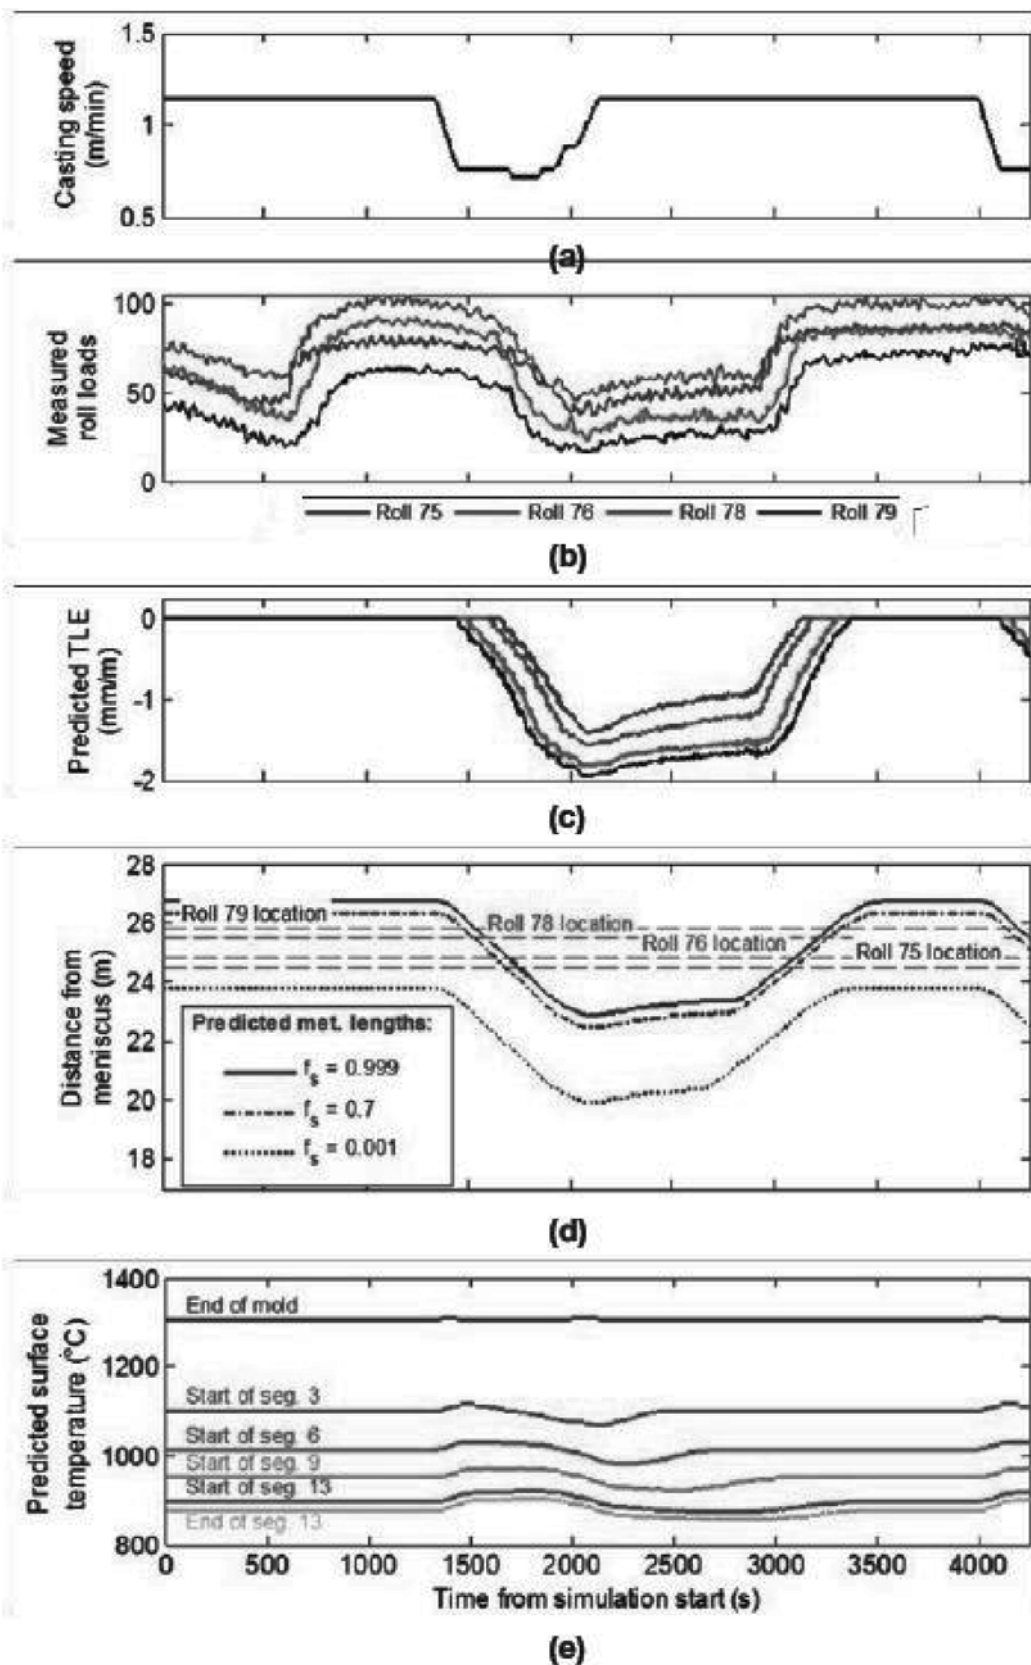 1.5
1
0.5
Casting speed
(m/min)
(a)
100
50
0
Measured
roll loads
Roll 75 Roll 76 Roll 78 Roll 79
(b)
0
-1
-2
Predicted TLE
(mm/m)
(c)
28
26
24
22
20
18
Distance from
meniscus (m)
Roll 79 location
Roll 78 location
Roll 76 location
Roll 75 location
Predicted met. lengths:
f_s = 0.999
f_s = 0.7
f_s = 0.001
(d)
1400
1200
1000
800
Predicted surface
temperature (°C)
End of mold
Start of seg. 3
Start of seg. 6
Start of seg. 9
Start of seg. 13
End of seg. 13
0 500 1000 1500 2000 2500 3000 3500 4000
Time from simulation start (s)
(e)